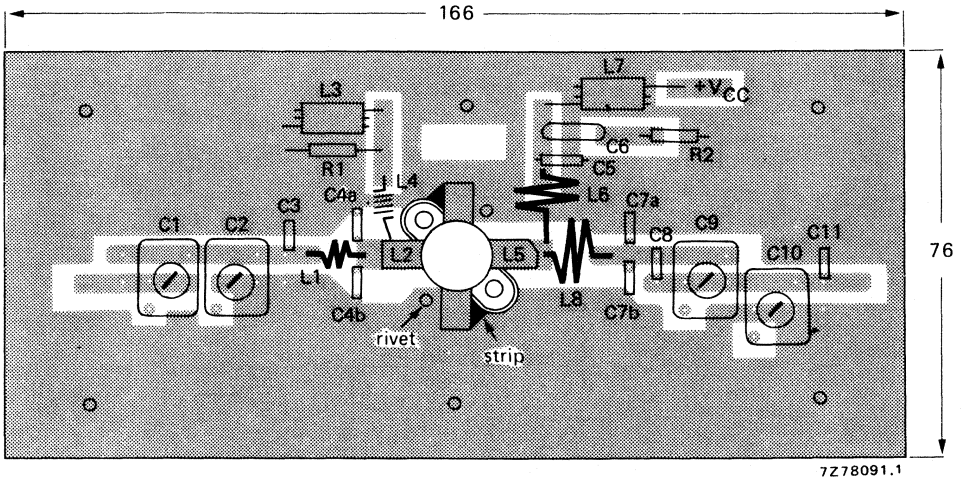 166
L7
+VCC
L3
C6
R2
R1
C5
C4a
L4
L6
C7a
C1
C2
C3
C9
C11
C8
C10
L2
L5
L1
L8
76
C4b
C7b
rivet
strip
7Z78091.1